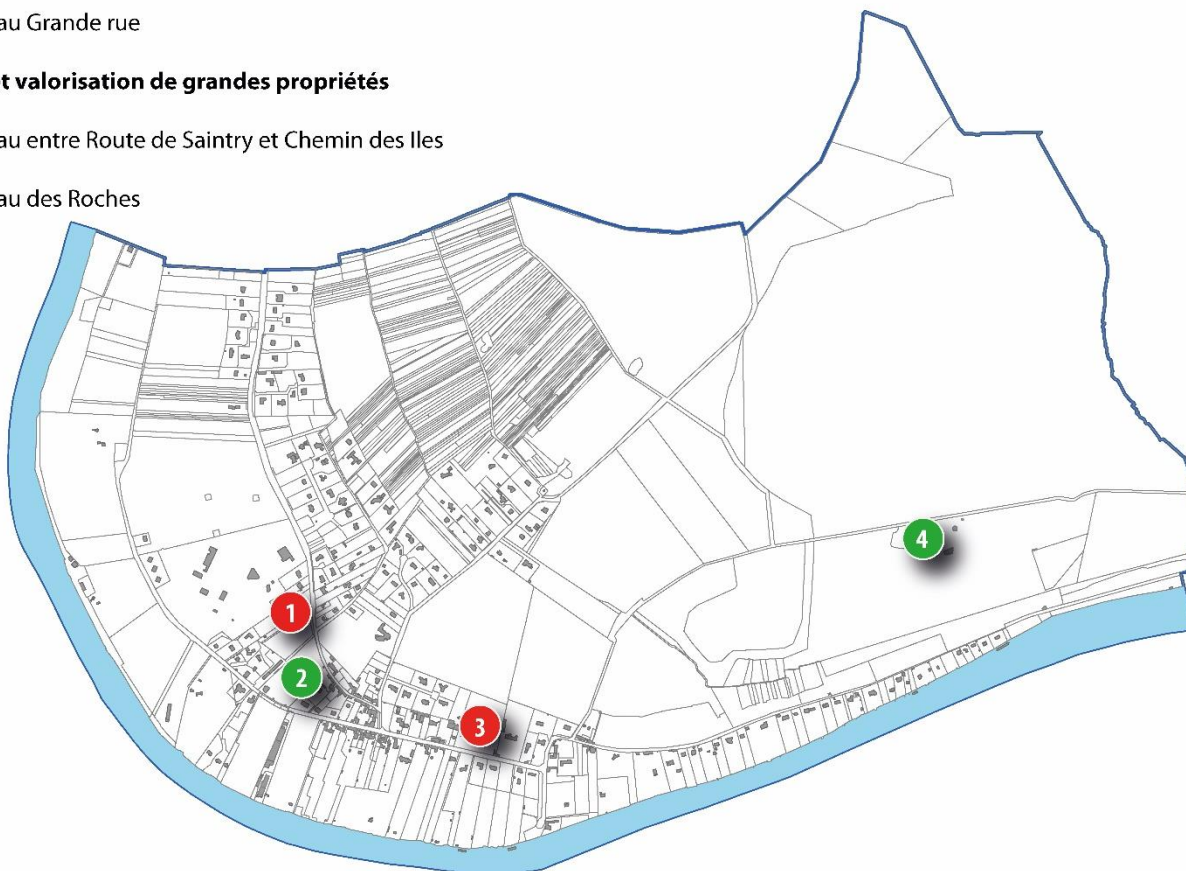 au Grande rue
et valorisation de grandes propriétés
au entre Route de Saintry et Chemin des Iles
au des Roches
4
1
2
3